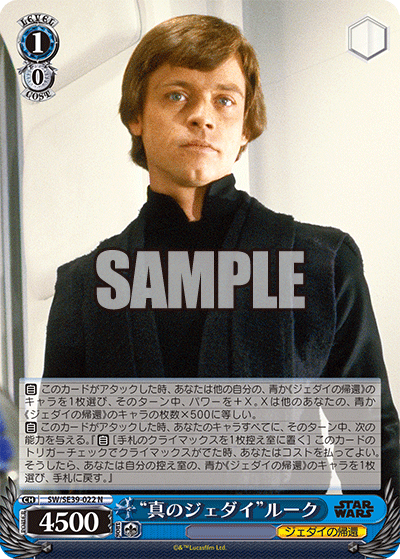 LEVEL
1
0
COST
SAMPLE
自 このカードがアタックした時、あなたは他の自分の、青か《ジェダイの帰還》の
キャラを1枚選び、そのターン中、パワーを＋X。Xは他のあなたの、青か
《ジェダイの帰還》のキャラの枚数×500に等しい。
自 このカードがアタックした時、あなたのキャラすべてに、そのターン中、次の
能力を与える。『自［手札のクライマックスを1枚控え室に置く］このカードの
トリガーチェックでクライマックスがでた時、あなたはコストを払ってよい。
そうしたら、あなたは自分の控え室の、青か《ジェダイの帰還》のキャラを1枚
選び、手札に戻す。』
CH SW/SE39-022 N
4500
“真のジェダイ”ルーク
STAR WARS
ジェダイの帰還
©&™Lucasfilm Ltd.